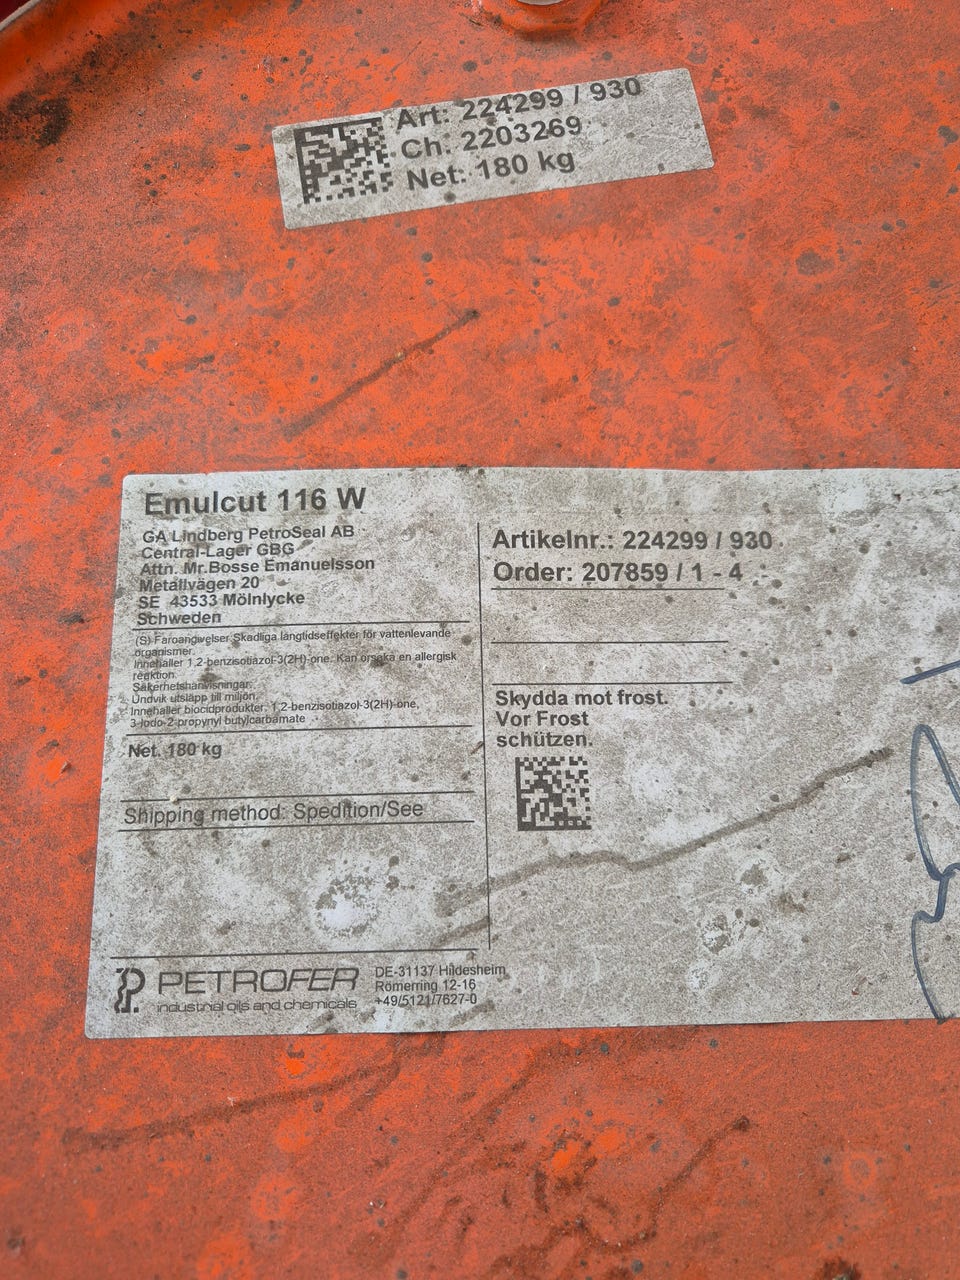 Art: 224299 / 930
Ch: 2203269
Net: 180 kg
Emulcut 116 W
GA Lindberg PetroSeal AB
Central-Lager GBG
Attn. Mr.Bosse Emanuelsson
Metallvägen 20
SE 43533 Mölnlycke
Schweden
(S) Faroangivelser Skadliga långtidseffekter för vattenlevande
organismer.
Innehåller 1,2-benzisotiazol-3(2H)-one. Kan orsaka en allergisk
reaktion.
Säkerhetshänvisningar:
Undvik utsläpp till miljön.
Innehåller biocidprodukter: 1,2-benzisotiazol-3(2H)-one,
3-Iodo-2-propynyl butylcarbamate
Net. 180 kg
Shipping method: Spedition/See
Artikelnr.: 224299 / 930
Order: 207859 / 1 - 4
Skydda mot frost.
Vor Frost
schützen.
PETROFER
industrial oils and chemicals
DE-31137 Hildesheim
Römerring 12-16
+49/5121/7627-0